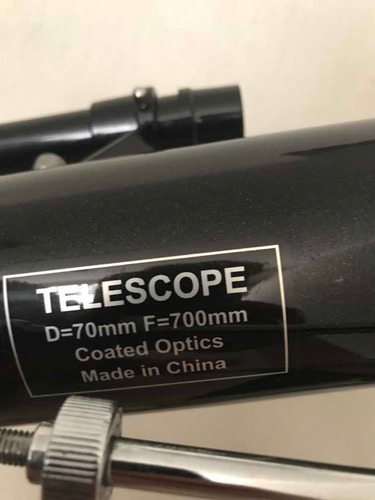 TELESCOPE
D=70mm F=700mm
Coated Optics
Made in China